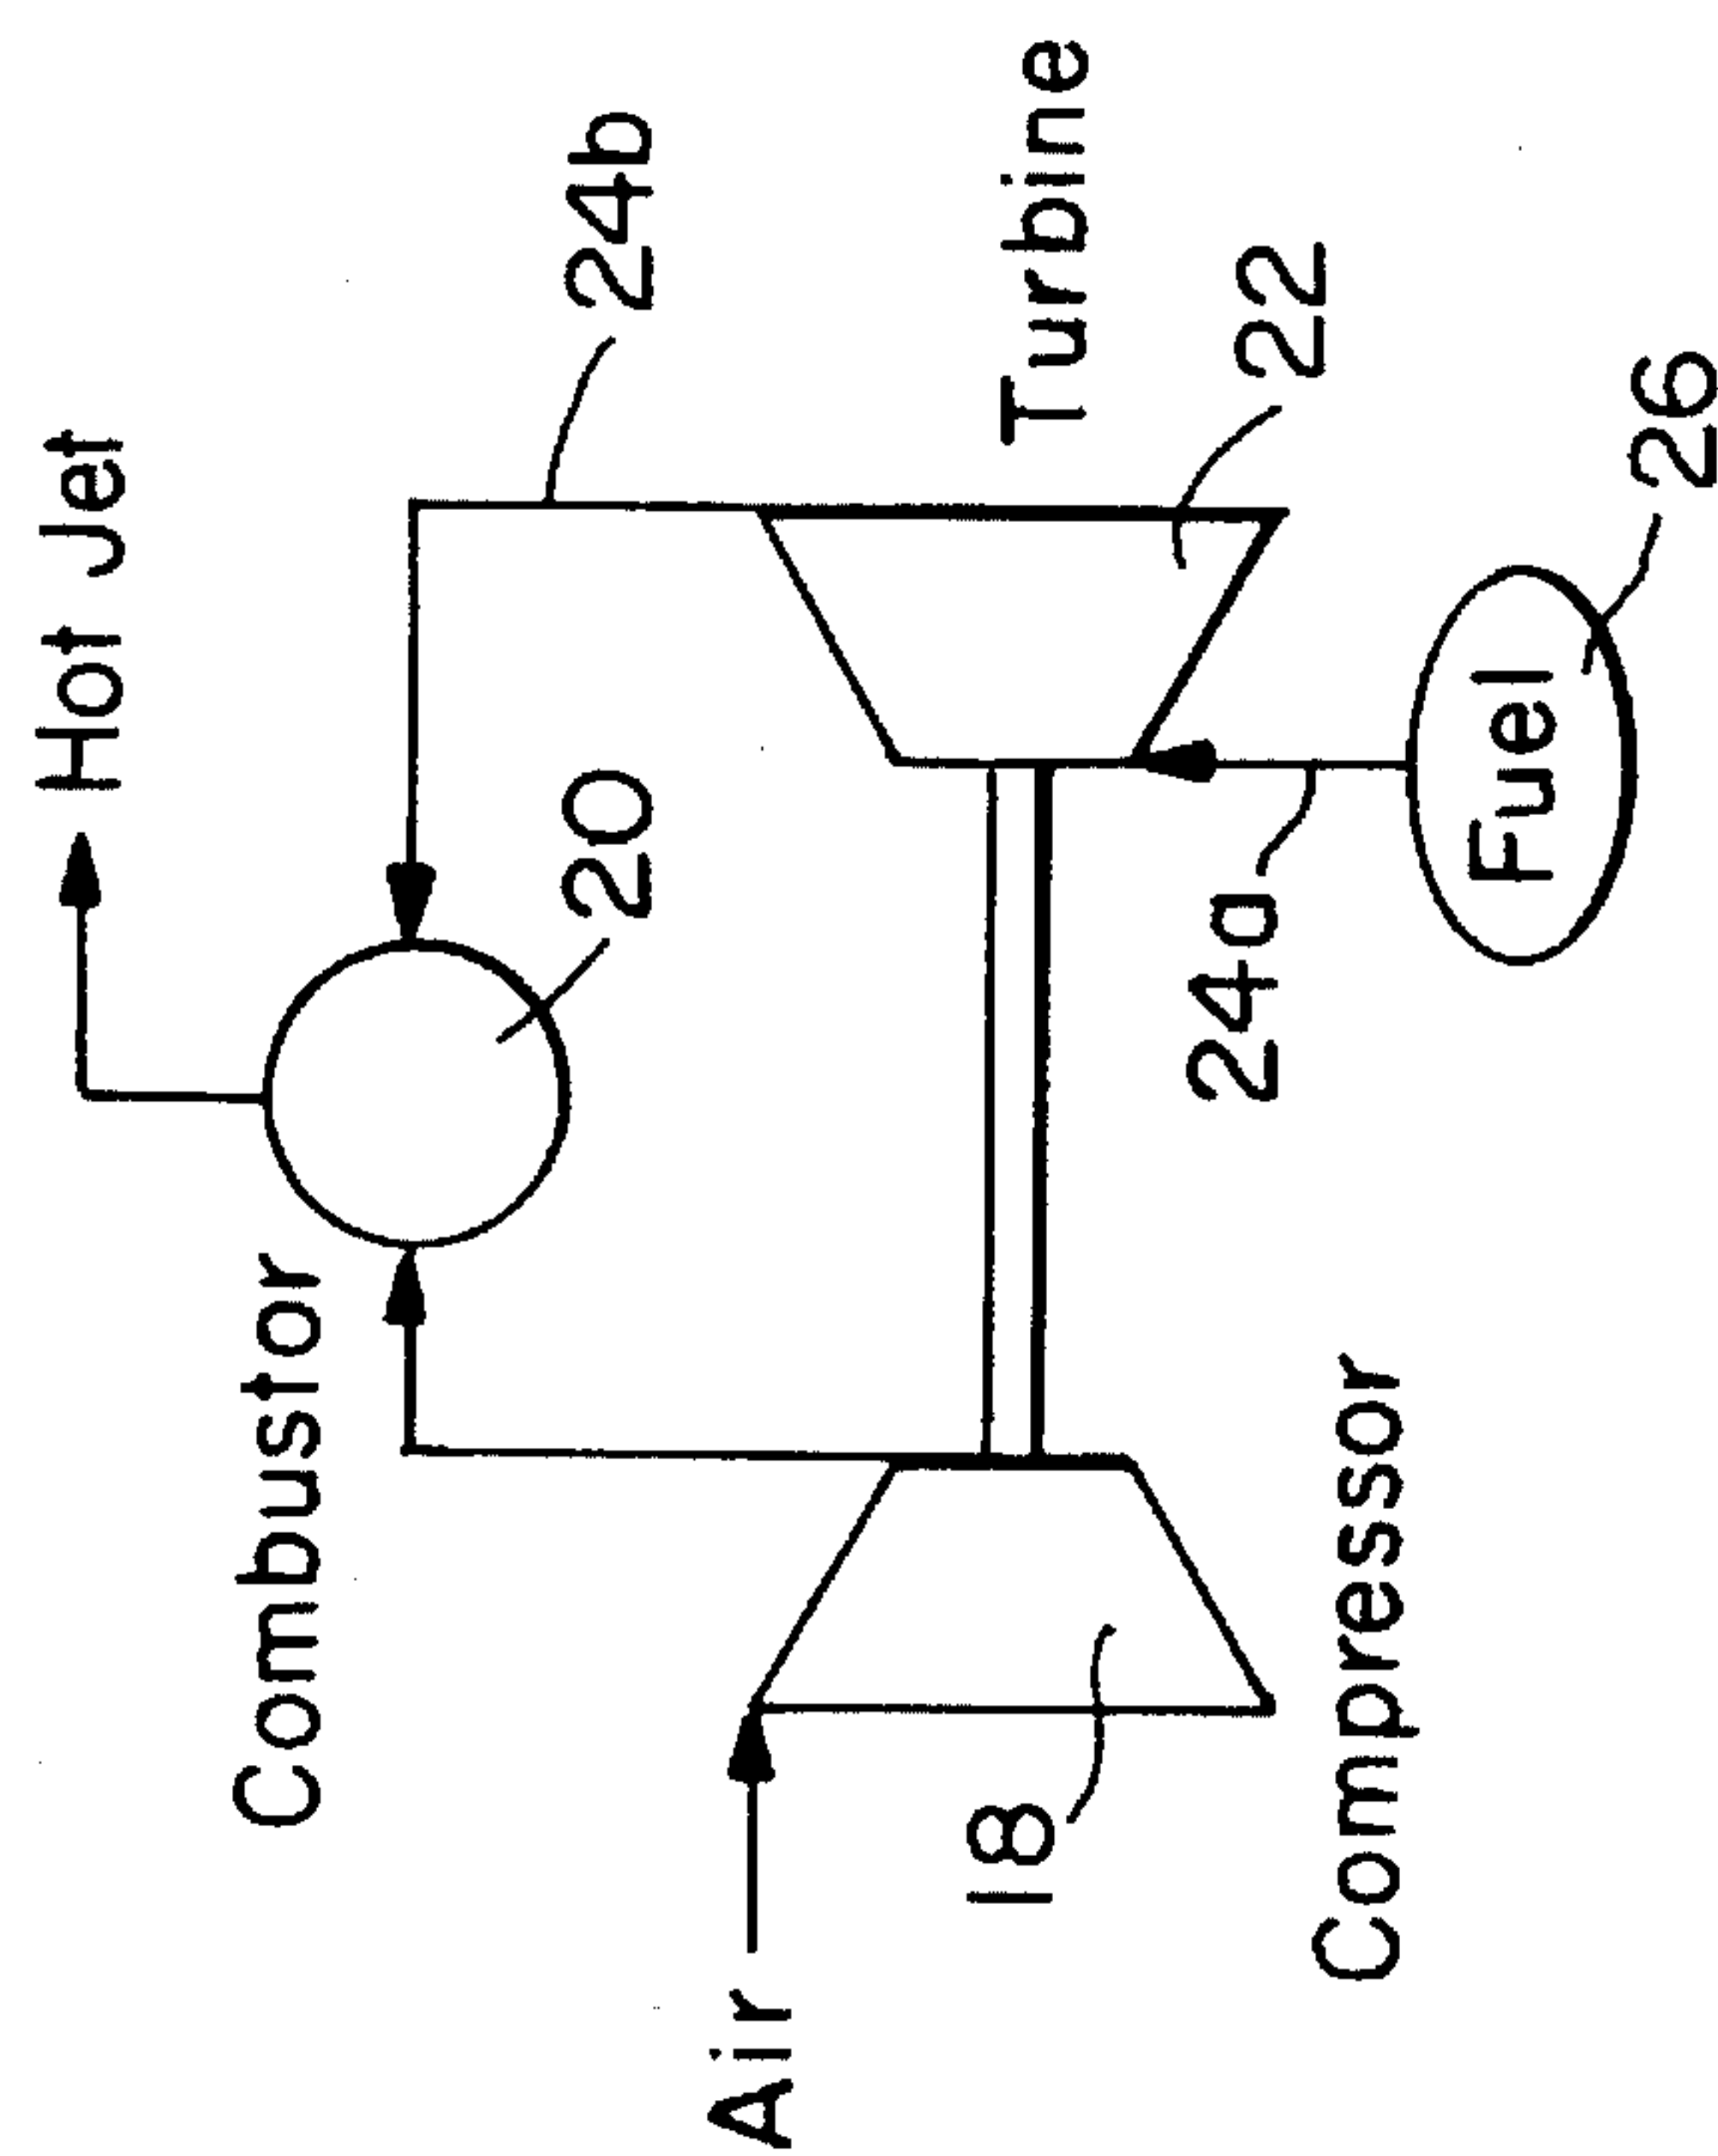 Hot Jet
Combustor
20
24b
Air
18
Turbine
24a
22
Compressor
Fuel
26